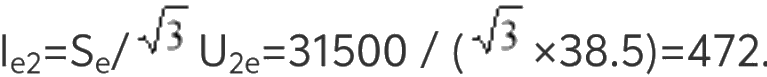 Iₑ₂=Sₑ/√3 U₂ₑ=31500 / (√3 ×38.5)=472.